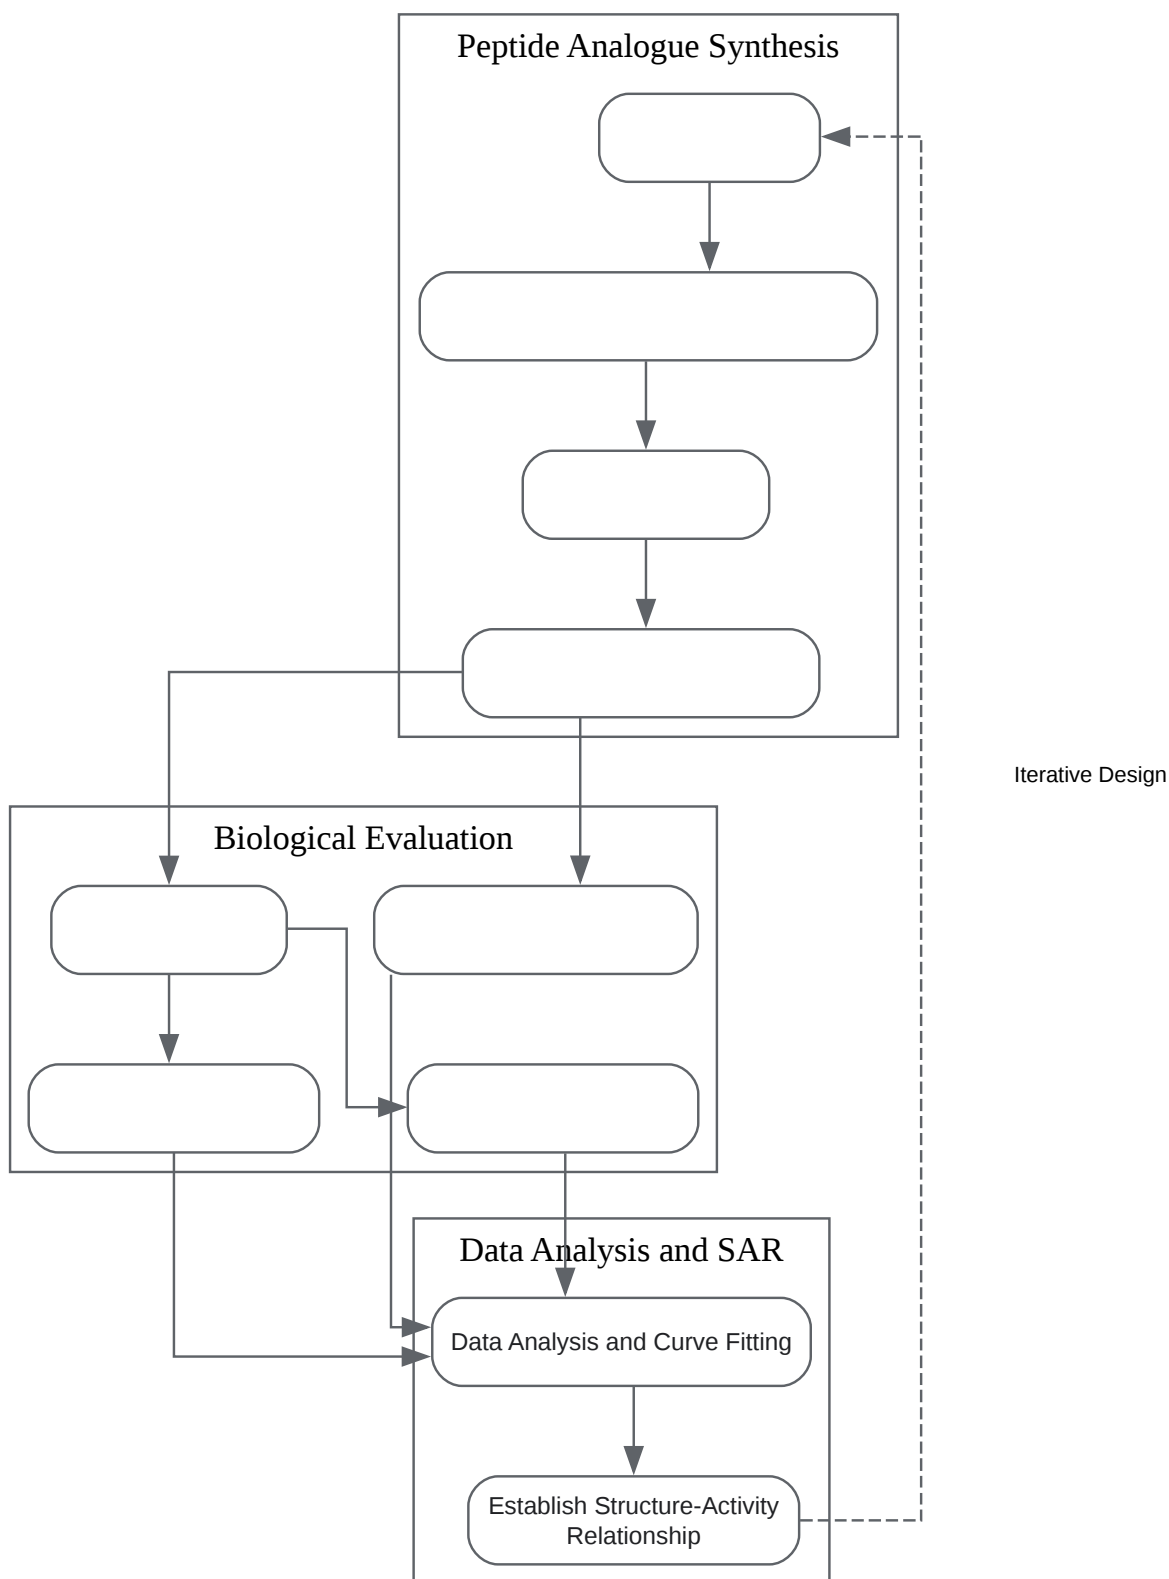 Peptide Analogue Synthesis
Iterative Design
Biological Evaluation
Data Analysis and SAR
Data Analysis and Curve Fitting
Establish Structure-Activity
Relationship